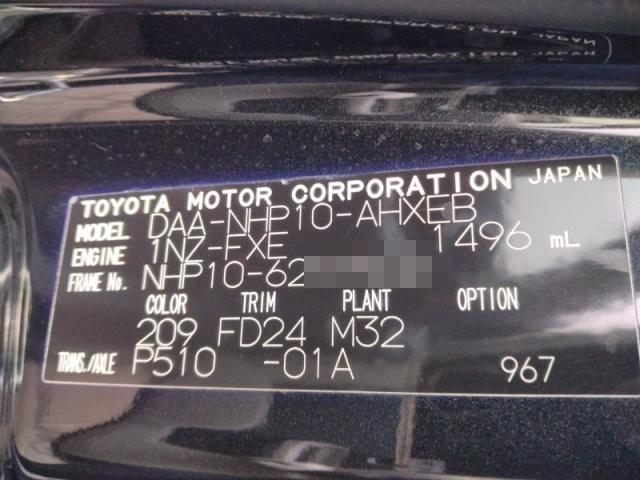 TOYOTA MOTOR CORPORATION JAPAN
MODEL DAA-NHP10-AHXEB
ENGINE 1NZ-FXE 1496 mL
FRAME No. NHP10-62
COLOR TRIM PLANT OPTION
209 FD24 M32
TRANS./AXLE P510 -01A 967